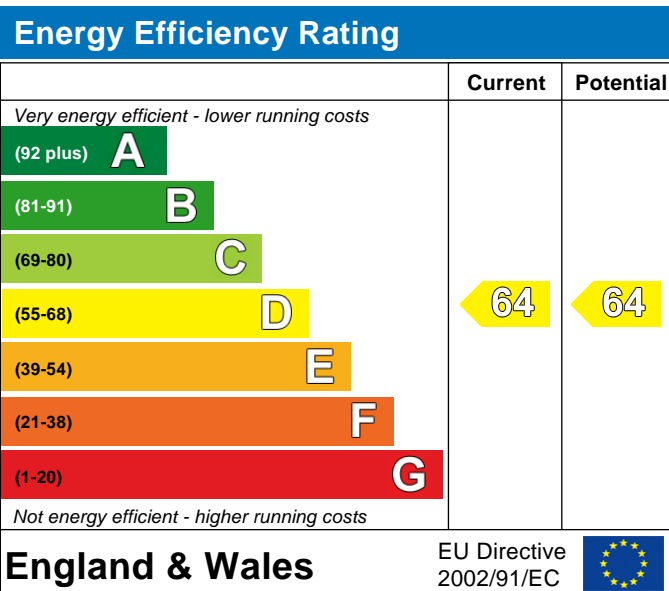 Energy Efficiency Rating
Current Potential
Very energy efficient - lower running costs
(92 plus) A
(81-91) B
(69-80) C
(55-68) D 64 64
(39-54) E
(21-38) F
(1-20) G
Not energy efficient - higher running costs
England & Wales
EU Directive
2002/91/EC